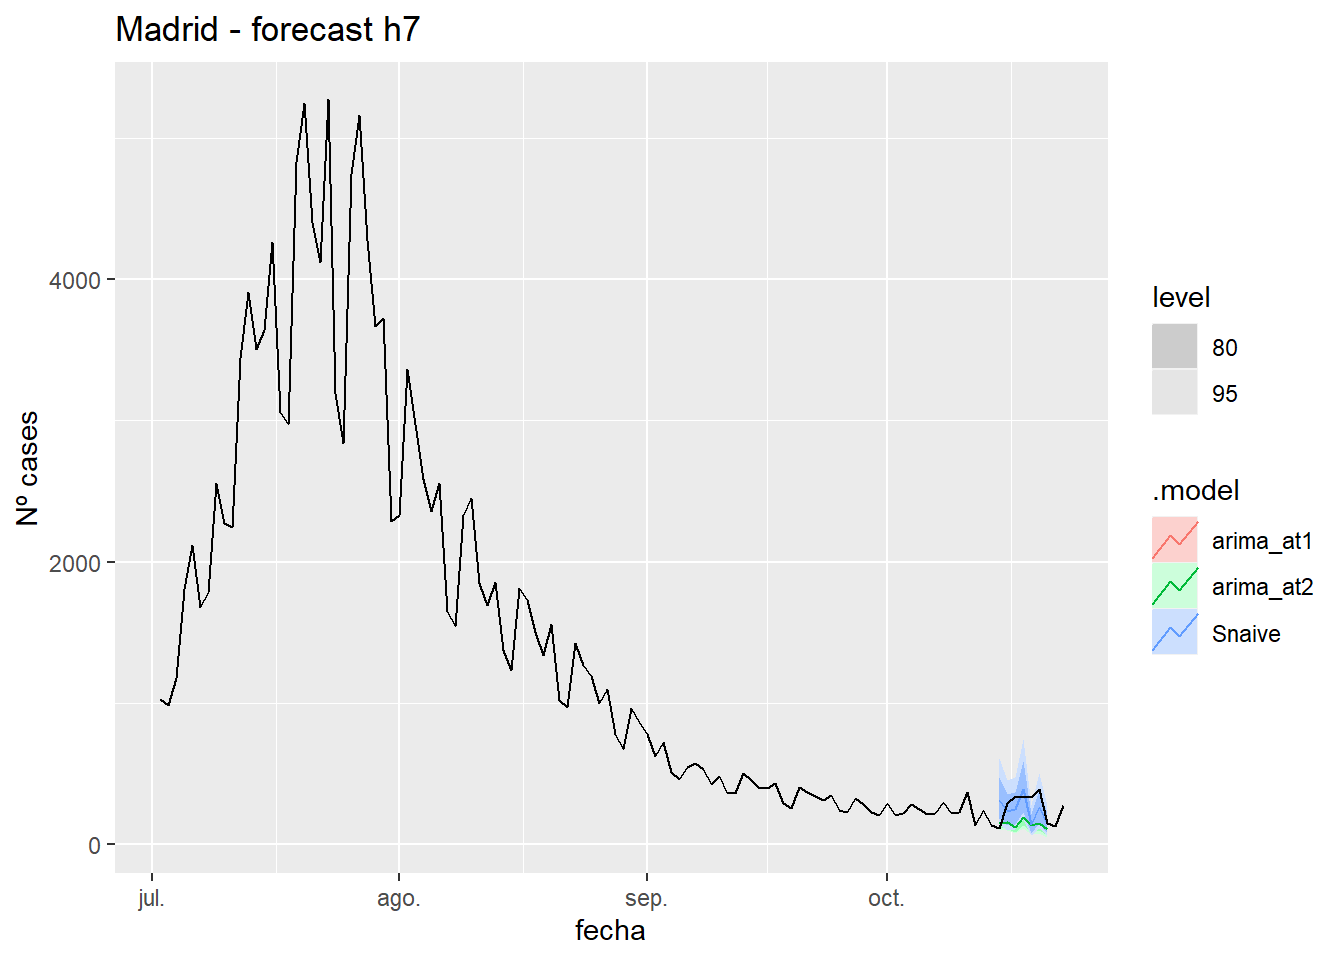 Madrid - forecast h7
Nº cases
4000
2000
0
jul.
ago.
sep.
oct.
fecha
level
80
95
.model
arima_at1
arima_at2
Snaive